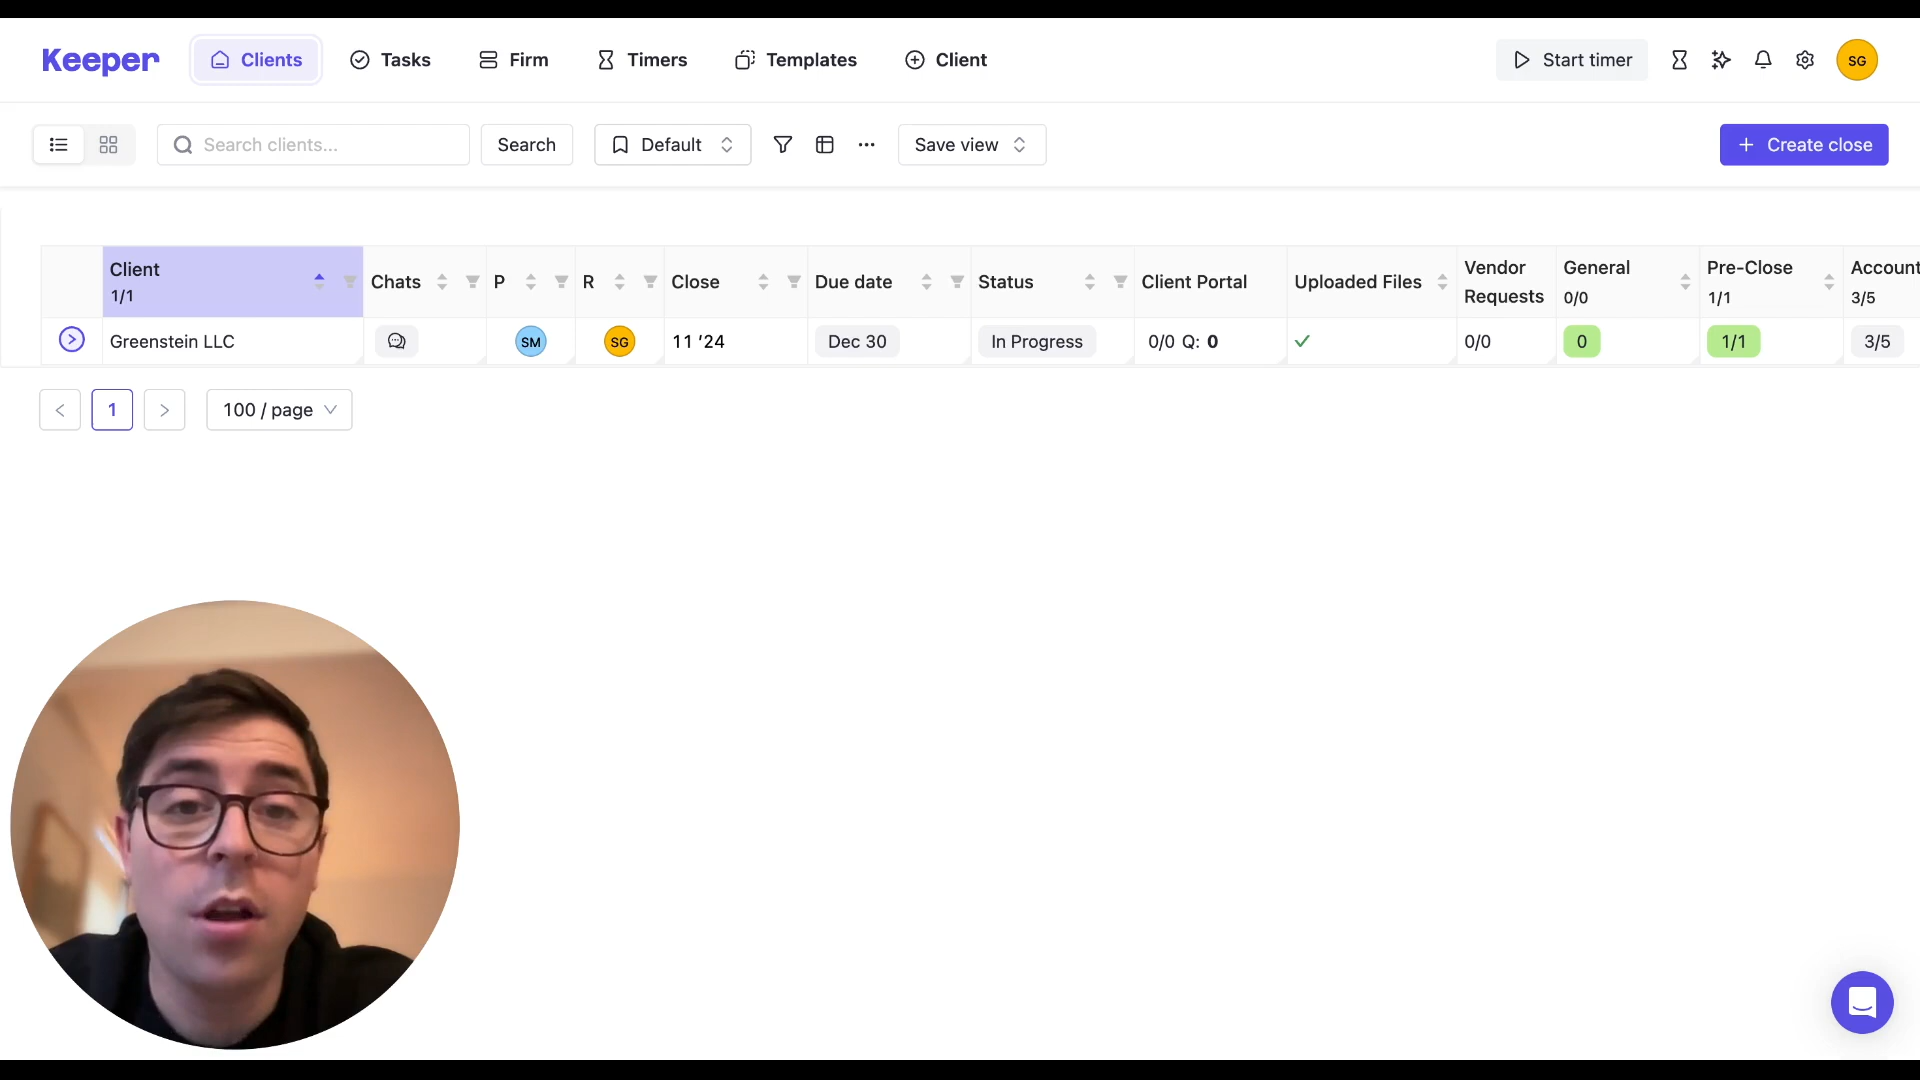 Keeper
Clients
Tasks
Firm
Timers
Templates
Client
Start timer
SG
Search clients...
Search
Default
Save view
Create close
Client
1/1
Chats
P
R
Close
Due date
Status
Client Portal
Uploaded Files
Vendor
Requests
General
0/0
Pre-Close
1/1
Account
3/5
Greenstein LLC
SM
SG
11 '24
Dec 30
In Progress
0/0 Q: 0
0/0
0
1/1
3/5
1
100 / page